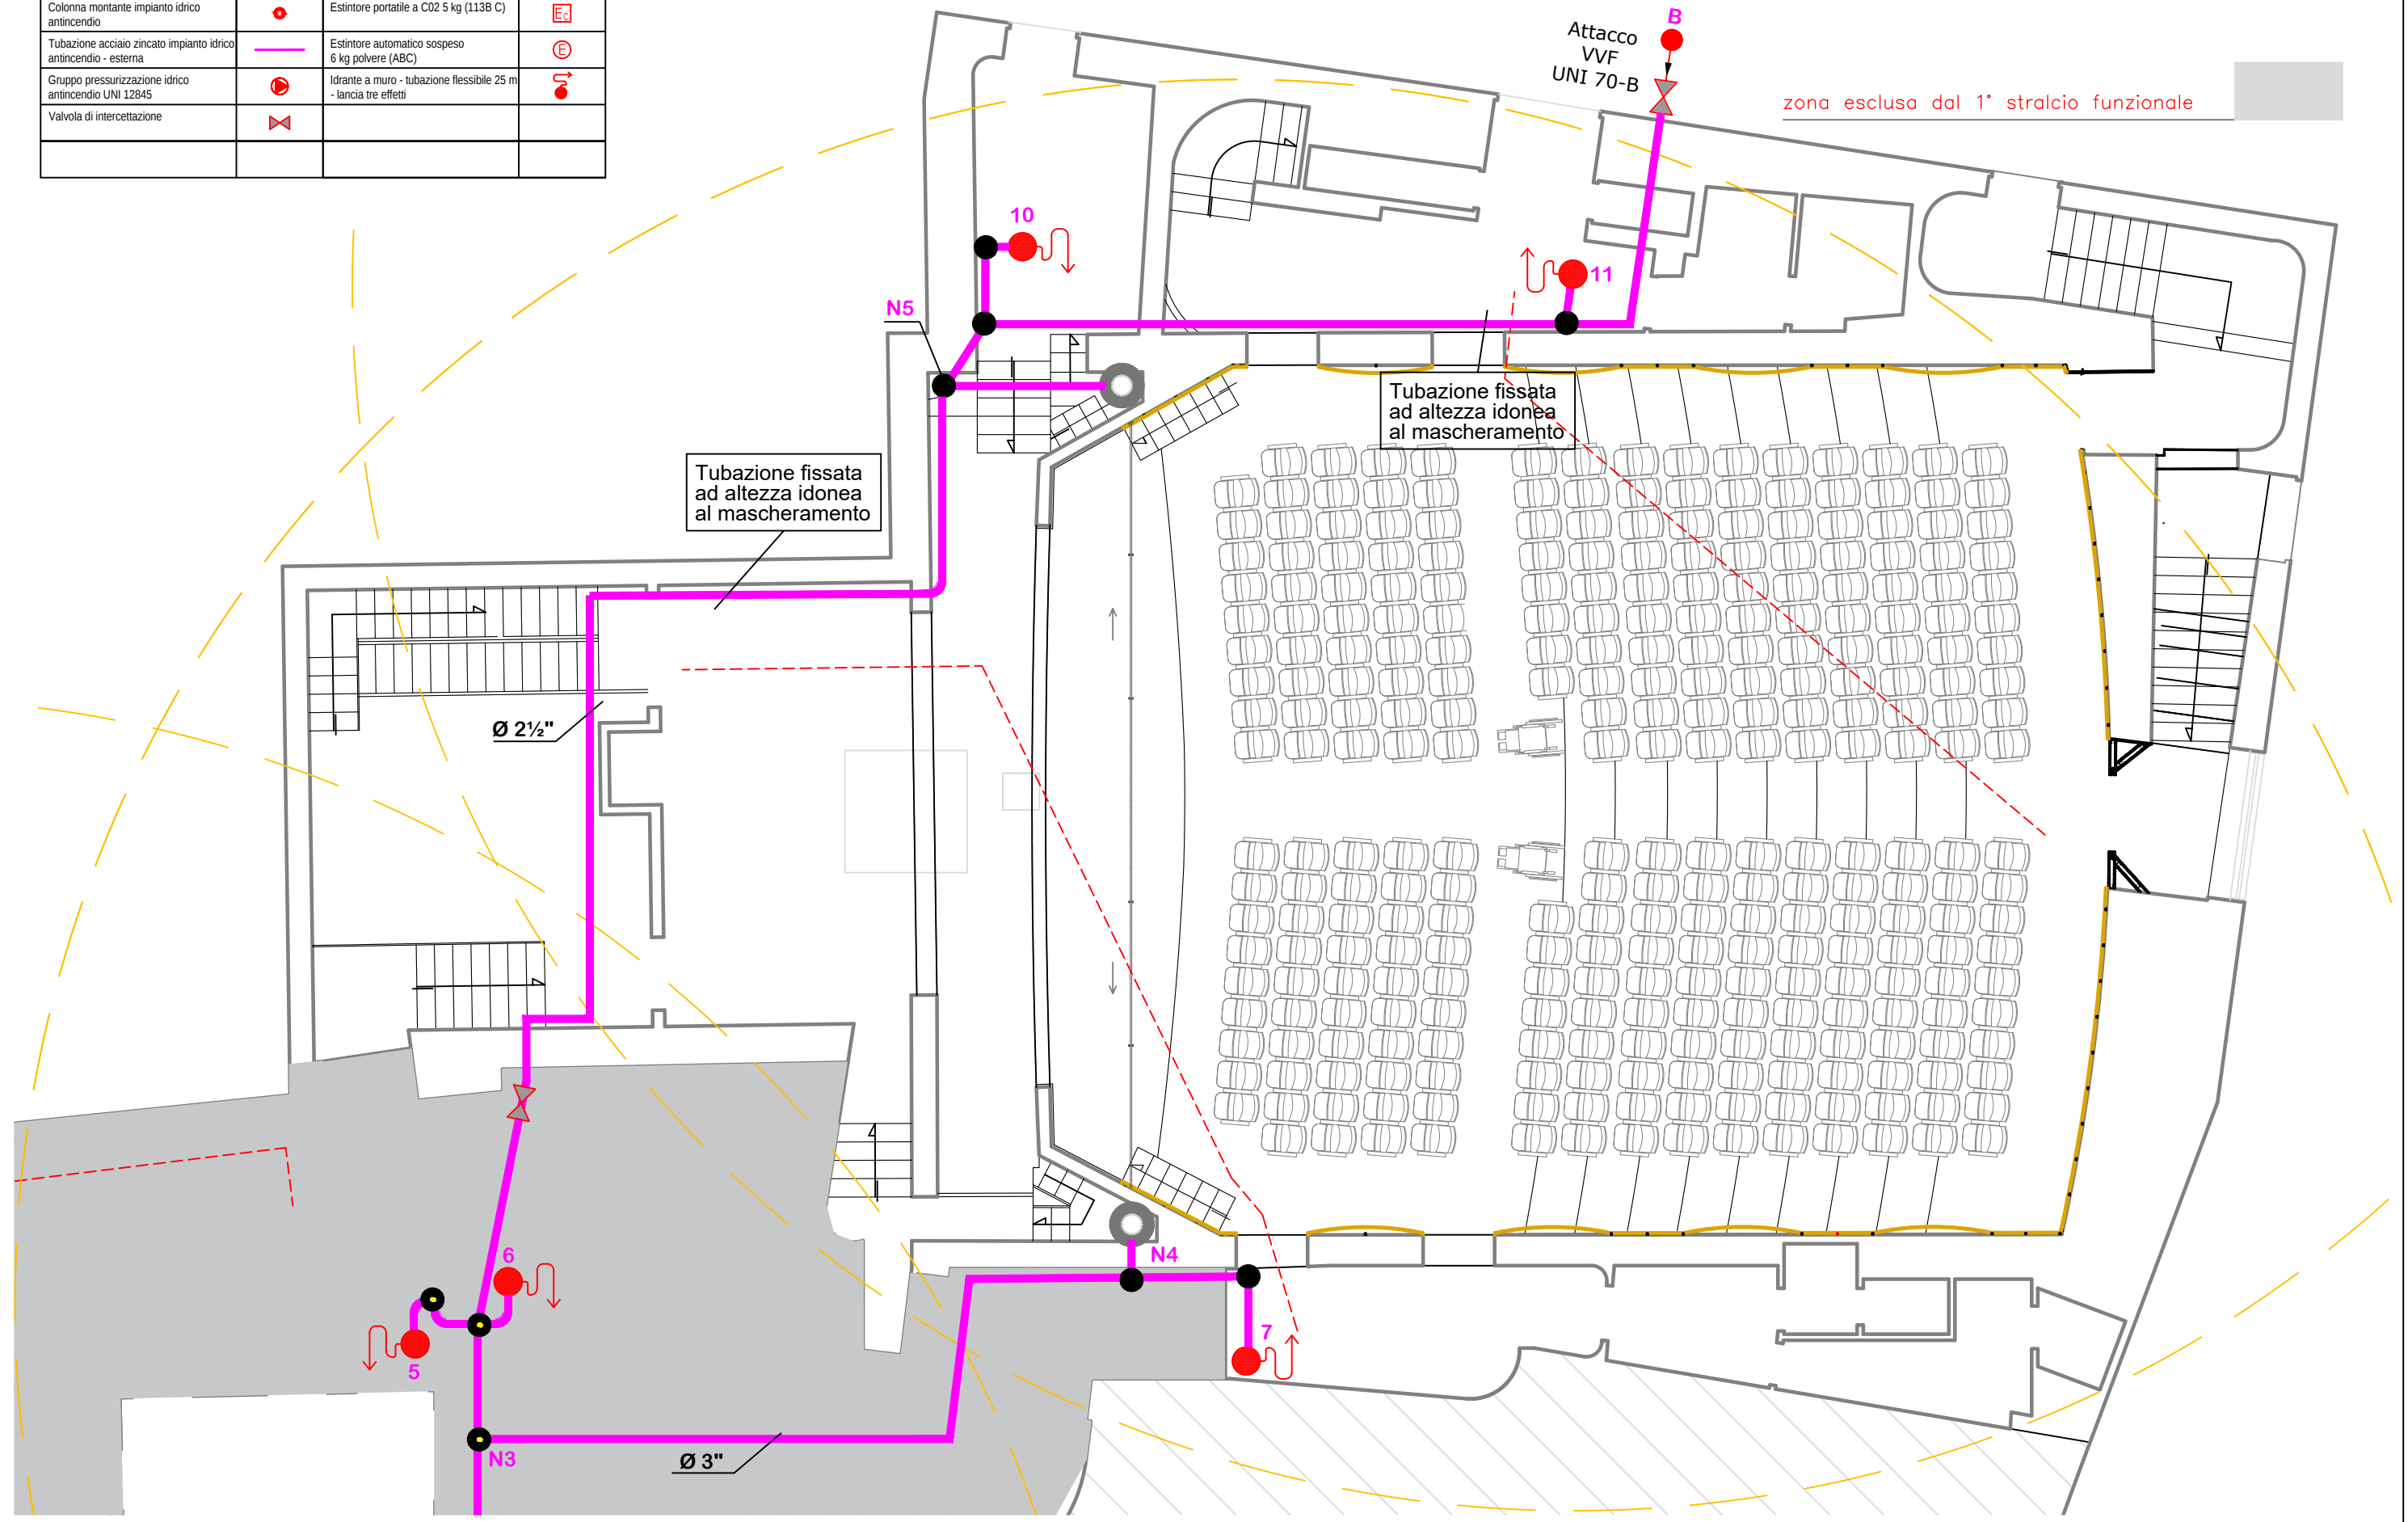 Colonna montante impianto idrico
antincendio
Estintore portatile a C02 5 kg (113B C)
EC
Tubazione acciaio zincato impianto idrico
antincendio - esterna
Estintore automatico sospeso
6 kg polvere (ABC)
E
Gruppo pressurizzazione idrico
antincendio UNI 12845
Idrante a muro - tubazione flessibile 25 m
- lancia tre effetti
Valvola di intercettazione
B
Attacco
VVF
UNI 70-B
zona esclusa dal 1° stralcio funzionale
10
11
N5
Tubazione fissata
ad altezza idonea
al mascheramento
Tubazione fissata
ad altezza idonea
al mascheramento
Ø 2½"
6
N4
5
7
N3
Ø 3"